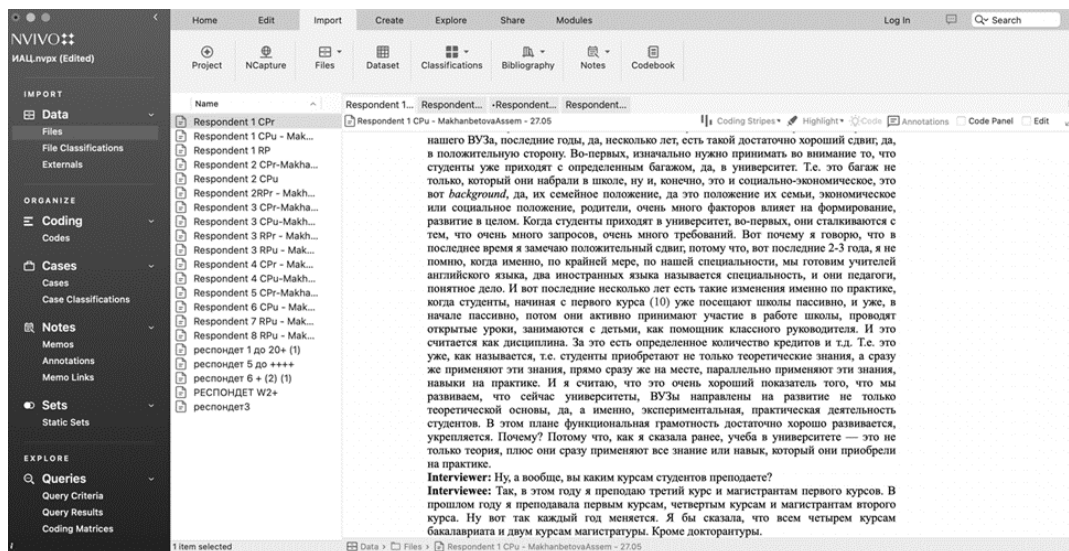 NVIVO
ИАЦ.nvpx (Edited)
IMPORT
Data
Files
File Classifications
Externals
ORGANIZE
Coding
Codes
Cases
Cases
Case Classifications
Notes
Memos
Annotations
Memo Links
Sets
Static Sets
EXPLORE
Queries
Query Criteria
Query Results
Coding Matrices
Home Edit Import Create Explore Share Modules Log In Search
Project NCapture Files Dataset Classifications Bibliography Notes Codebook
Name
Respondent 1 CPr
Respondent 1 CPu - Mak...
Respondent 1 RP
Respondent 2 CPr-Makha...
Respondent 2 CPu
Respondent 2RPr - Makh...
Respondent 3 CPr-Makha...
Respondent 3 CPu-Makh...
Respondent 3 RPr - Makh...
Respondent 3 RPu - Mak...
Respondent 4 CPr - Mak...
Respondent 4 CPu-Makh...
Respondent 5 CPr-Makha...
Respondent 6 CPu - Mak...
Respondent 7 RPu - Mak...
Respondent 8 RPu - Mak...
респондет 1 до 20+ (1)
респондет 5 до ++++
респондет 6 + (2) (1)
РЕСПОНДЕТ W2+
респондет3
1 item selected
Respondent 1... Respondent... •Respondent... Respondent...
Respondent 1 CPu - MakhanbetovaAssem - 27.05 Coding Stripes Highlight Code Annotations Code Panel Edit
нашего ВУЗа, последние годы, да, несколько лет, есть такой достаточно хороший сдвиг, да,
в положительную сторону. Во-первых, изначально нужно принимать во внимание то, что
студенты уже приходят с определенным багажом, да, в университет. Т.е. это багаж не
только, который они набрали в школе, ну и, конечно, это и социально-экономическое, это
вот background, да, их семейное положение, да это положение их семьи, экономическое
или социальное положение, родители, очень много факторов влияет на формирование,
развитие в целом. Когда студенты приходят в университет, во-первых, они сталкиваются с
тем, что очень много запросов, очень много требований. Вот почему я говорю, что в
последнее время я замечаю положительный сдвиг, потому что, вот последние 2-3 года, я не
помню, когда именно, по крайней мере, по нашей специальности, мы готовим учителей
английского языка, два иностранных языка называется специальность, и они педагоги,
понятное дело. И вот последние несколько лет есть такие изменения именно по практике,
когда студенты, начиная с первого курса (10) уже посещают школы пассивно, и уже, в
начале пассивно, потом они активно принимают участие в работе школы, проводят
открытые уроки, занимаются с детьми, как помощник классного руководителя. И это
считается как дисциплина. За это есть определенное количество кредитов и т.д. Т.е. это
уже, как называется, т.е. студенты приобретают не только теоретические знания, а сразу
же применяют эти знания, прямо сразу же на месте, параллельно применяют эти знания,
навыки на практике. И я считаю, что это очень хороший показатель того, что мы
развиваем, что сейчас университеты, ВУЗы направлены на развитие не только
теоретической основы, да, а именно, экспериментальная, практическая деятельность
студентов. В этом плане функциональная грамотность достаточно хорошо развивается,
укрепляется. Почему? Потому что, как я сказала ранее, учеба в университете — это не
только теория, плюс они сразу применяют все знание или навык, который они приобрели
на практике.
Interviewer: Ну, а вообще, вы каким курсам студентов преподаете?
Interviewee: Так, в этом году я преподаю третий курс и магистрантам первого курсов. В
прошлом году я преподавала первым курсам, четвертым курсам и магистрантам второго
курса. Ну вот так каждый год меняется. Я бы сказала, что всем четырем курсам
бакалавриата и двум курсам магистратуры. Кроме докторантуры.
Data > Files > Respondent 1 CPu - MakhanbetovaAssem - 27.05